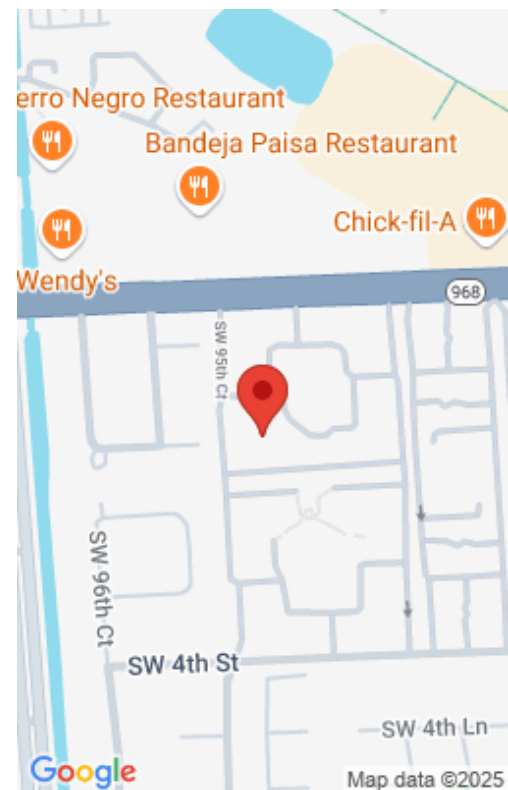 erro Negro Restaurant
Bandeja Paisa Restaurant
Chick-fil-A
Wendy's
968
SW 95th Ct
SW 96th Ct
SW 4th St
SW 4th Ln
Google
Map data ©2025